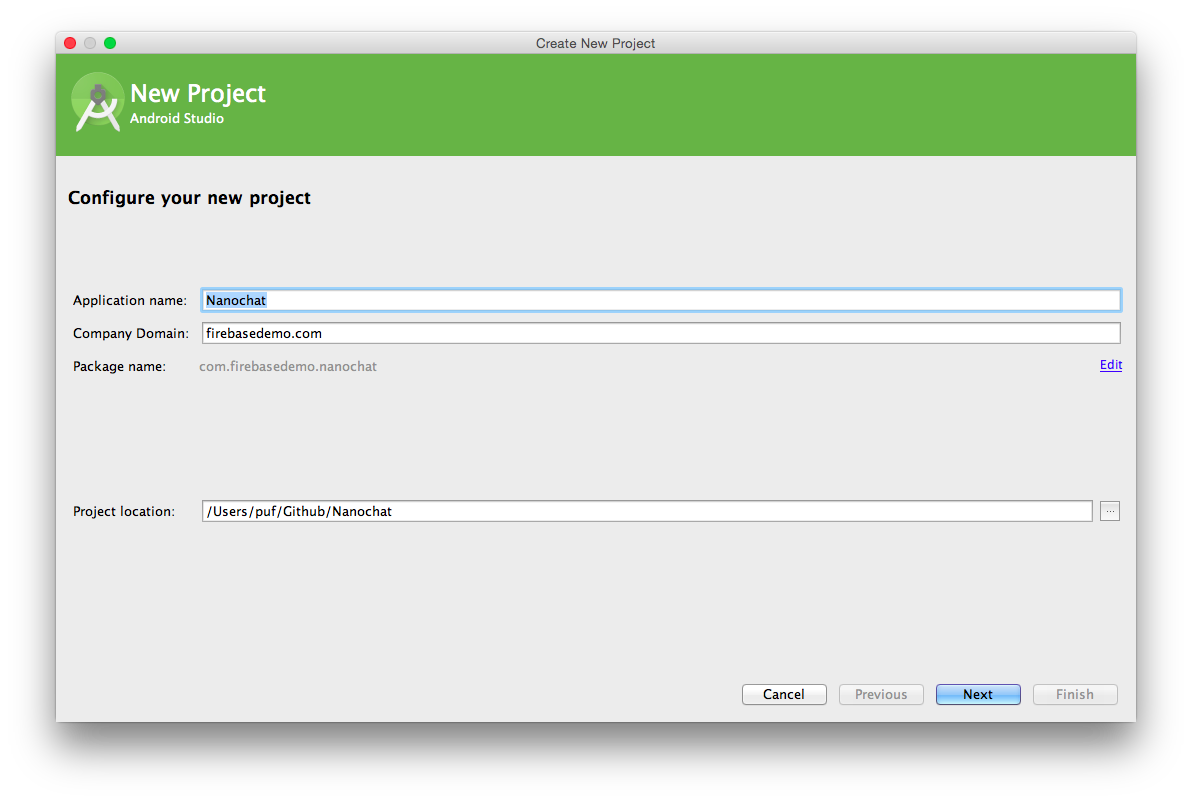 Create New Project
New Project
Android Studio
Configure your new project
Application name: Nanochat
Company Domain: firebasedemo.com
Package name: com.firebasedemo.nanochat Edit
Project location: /Users/puf/Github/Nanochat ...
Cancel Previous Next Finish